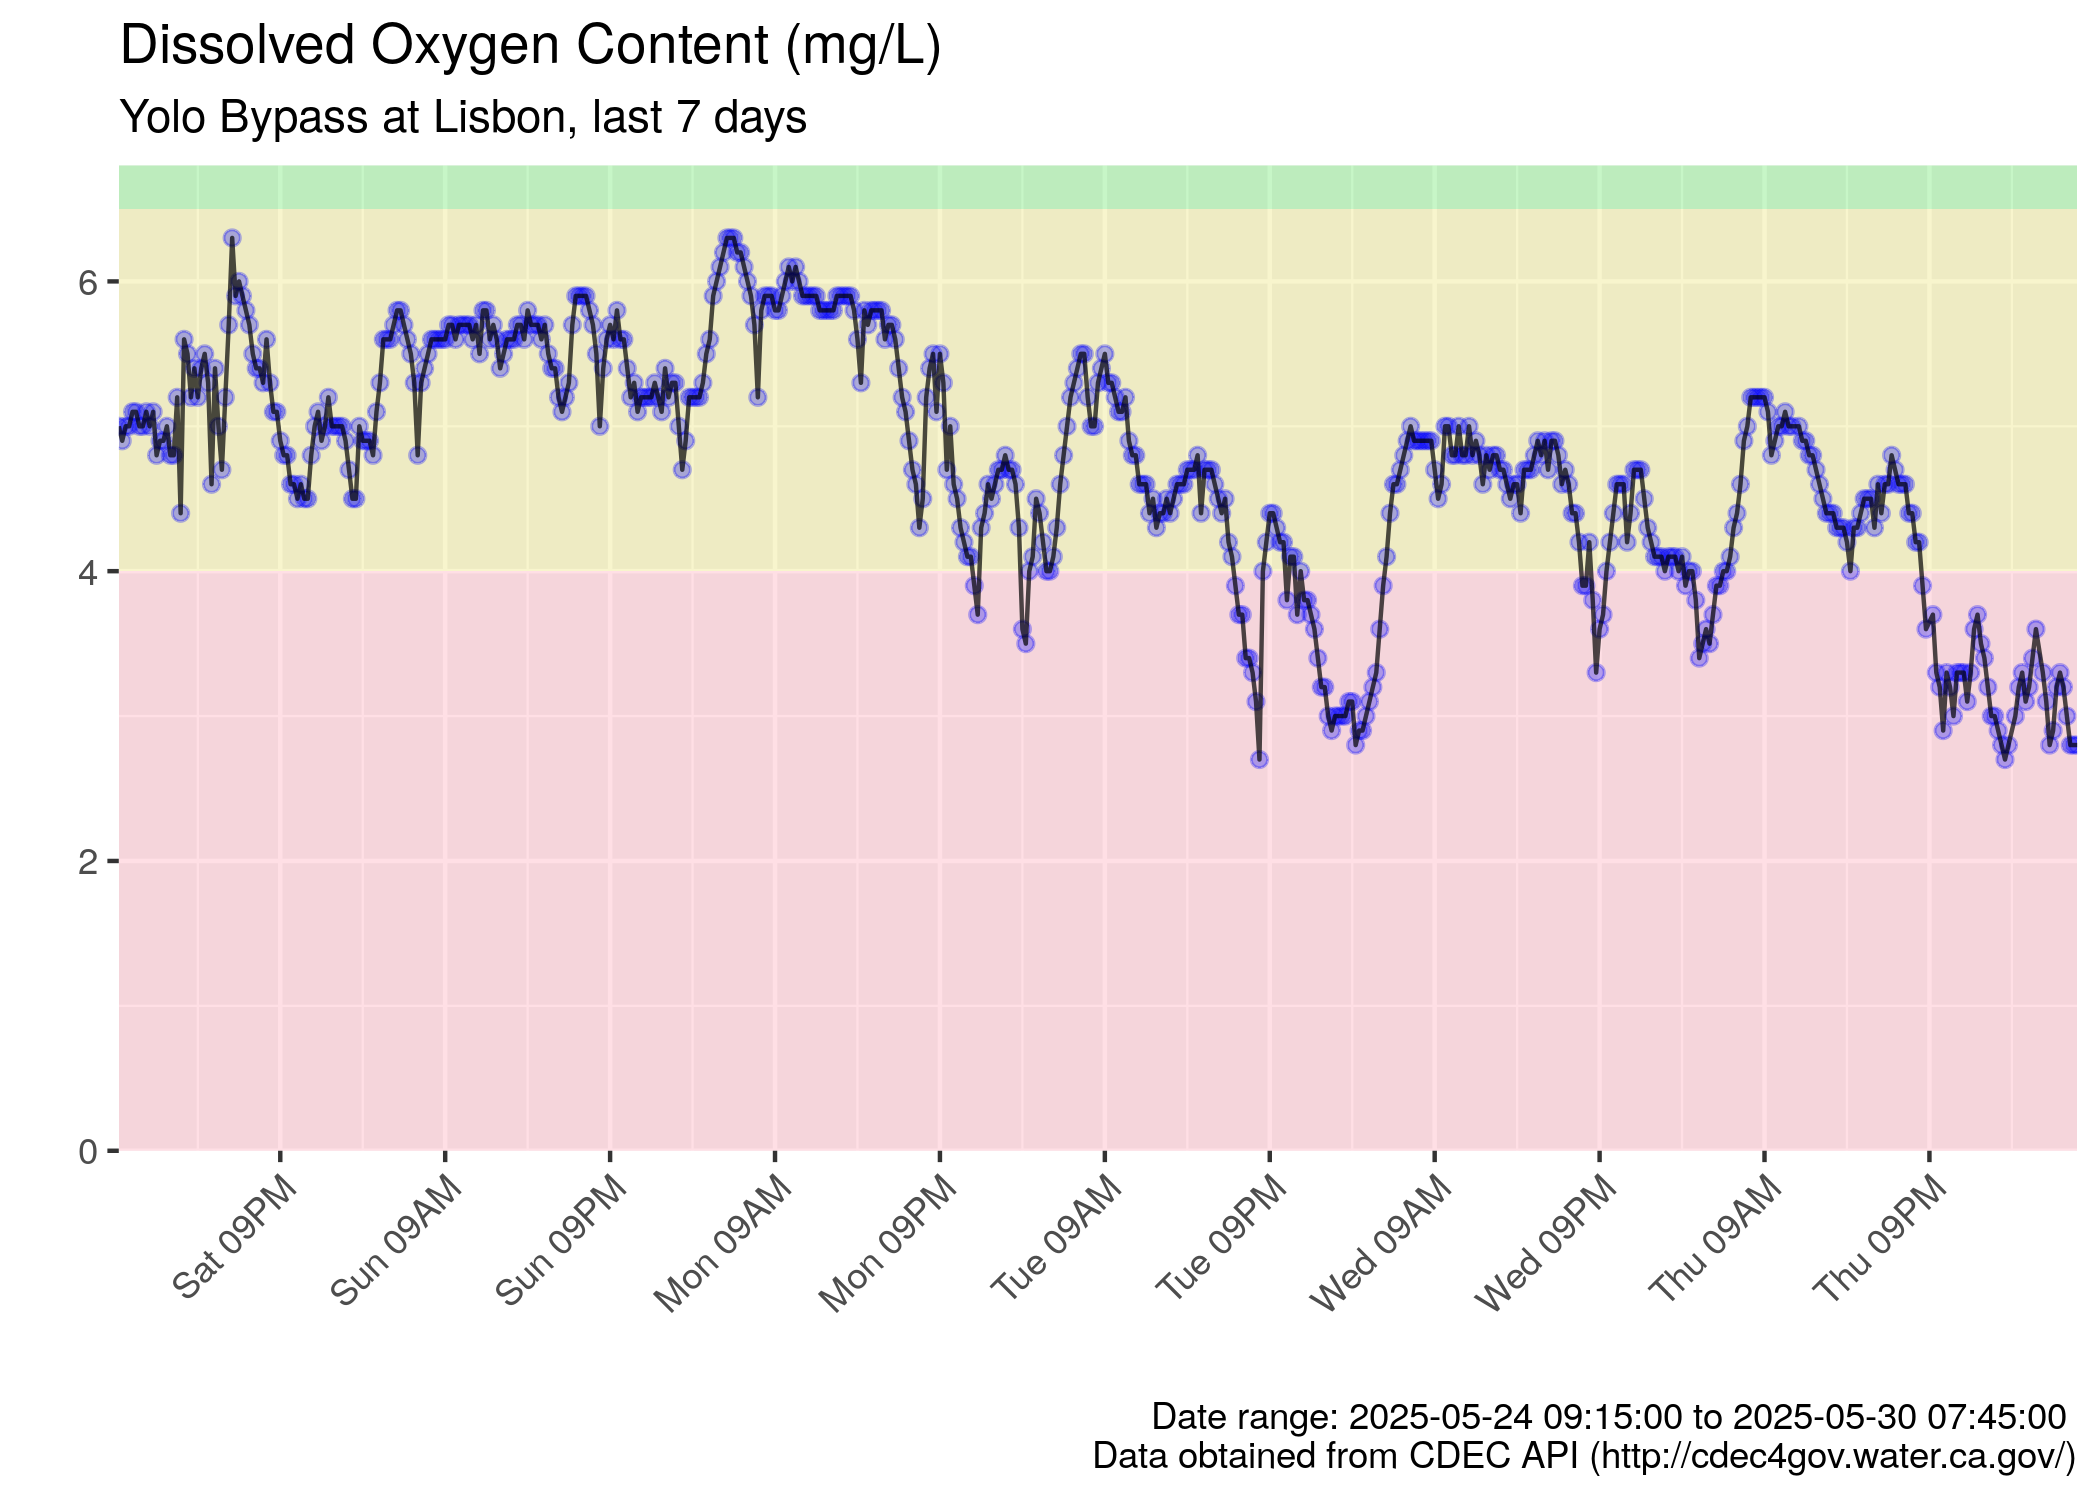 Dissolved Oxygen Content (mg/L)
Yolo Bypass at Lisbon, last 7 days
6
4
2
0
Sat 09PM
Sun 09AM
Sun 09PM
Mon 09AM
Mon 09PM
Tue 09AM
Tue 09PM
Wed 09AM
Wed 09PM
Thu 09AM
Thu 09PM
Date range: 2025-05-24 09:15:00 to 2025-05-30 07:45:00
Data obtained from CDEC API (http://cdec4gov.water.ca.gov/)